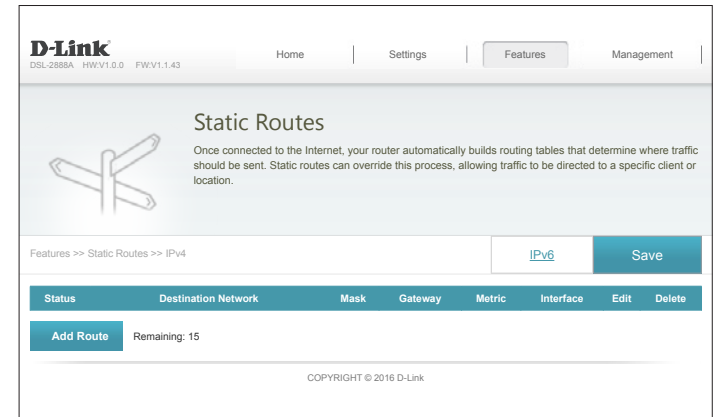 D-Link
DSL-2888A HW:V1.0.0 FW:V1.1.43
Home
Settings
Features
Management
Static Routes
Once connected to the Internet, your router automatically builds routing tables that determine where traffic
should be sent. Static routes can override this process, allowing traffic to be directed to a specific client or
location.
Features >> Static Routes >> IPv4
IPv6
Save
Status Destination Network Mask Gateway Metric Interface Edit Delete
Add Route Remaining: 15
COPYRIGHT © 2016 D-Link